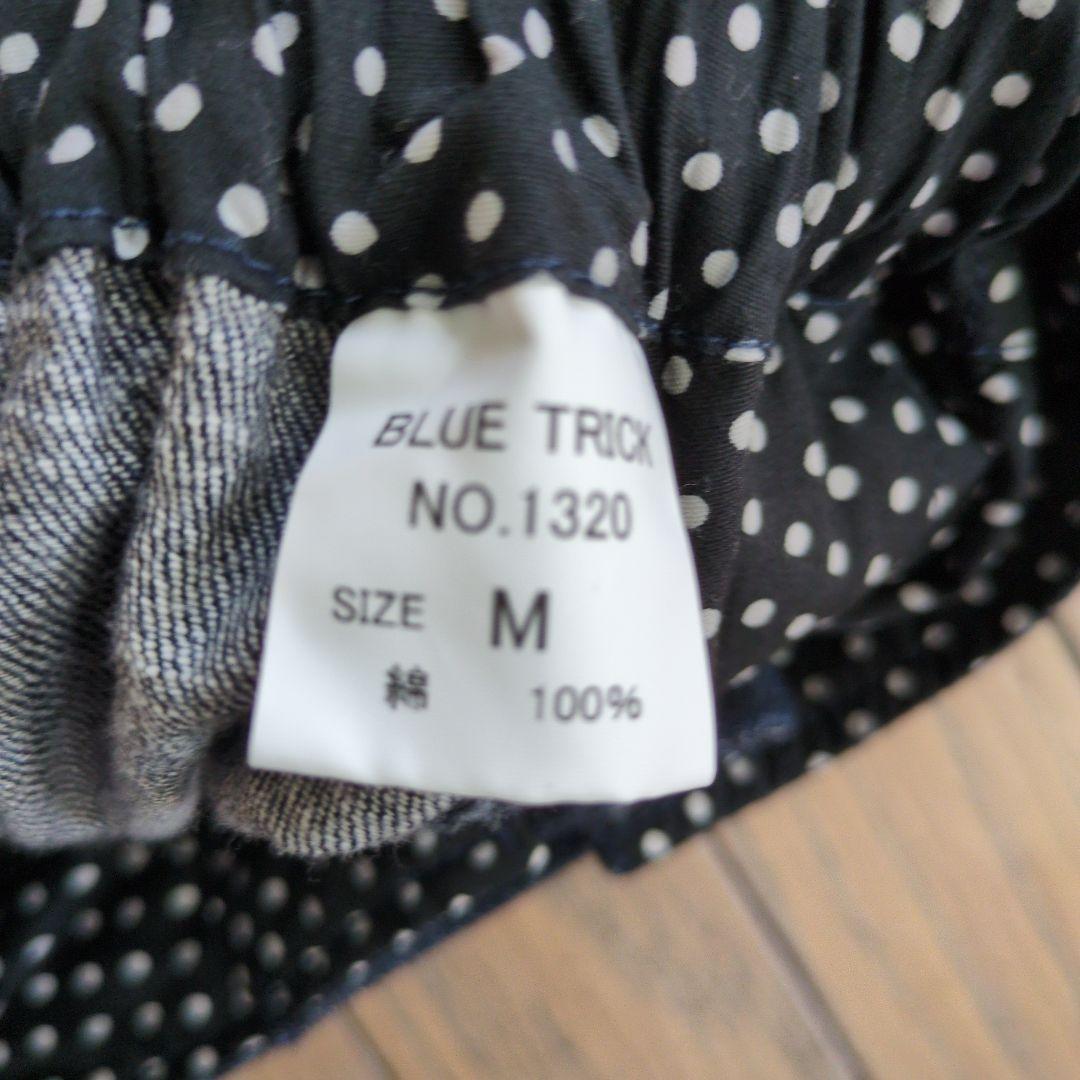 BLUE TRICK
NO.1320
SIZE M
綿 100%